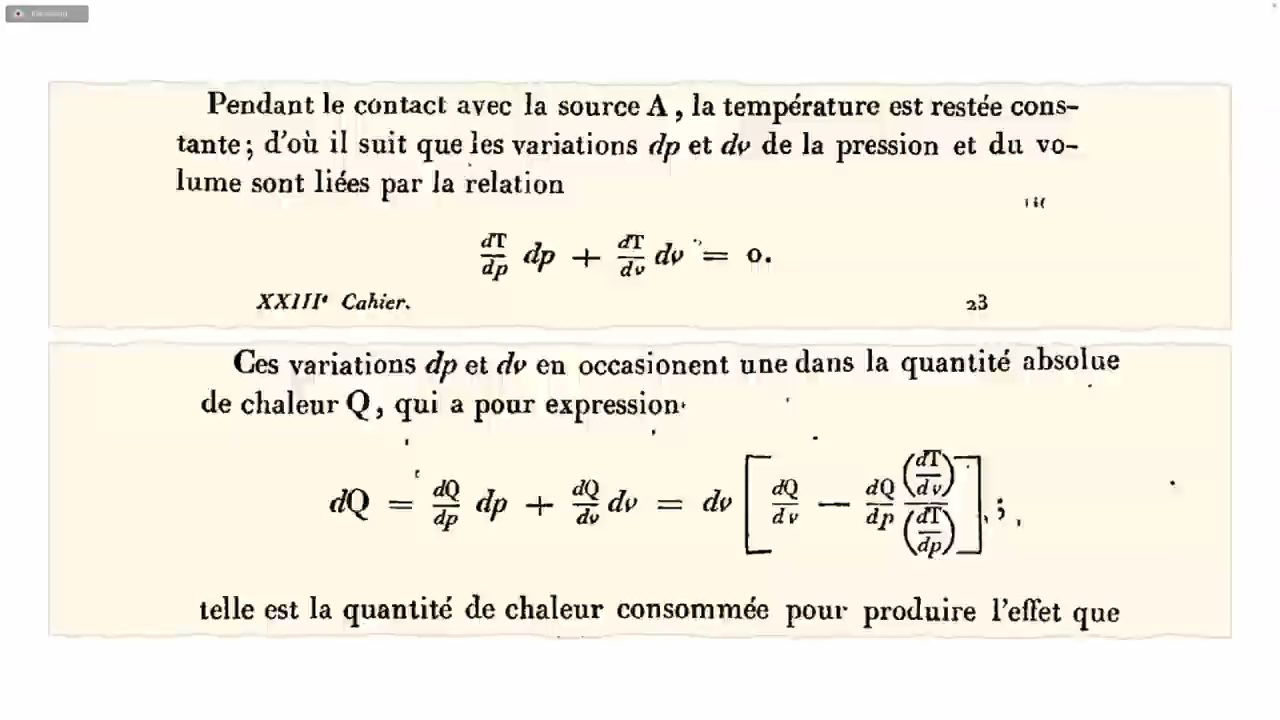 Pendant le contact avec la source A, la température est restée cons-
tante; d'où il suit que les variations dp et dv de la pression et du vo-
lume sont liées par la relation
dT/dp dp + dT/dv dv = 0.
XXIIIe Cahier. 23
Ces variations dp et dv en occasionent une dans la quantité absolue
de chaleur Q, qui a pour expression
dQ = dQ/dp dp + dQ/dv dv = dv [dQ/dv − dQ/dp (dT/dv)/(dT/dp)];
telle est la quantité de chaleur consommée pour produire l'effet que